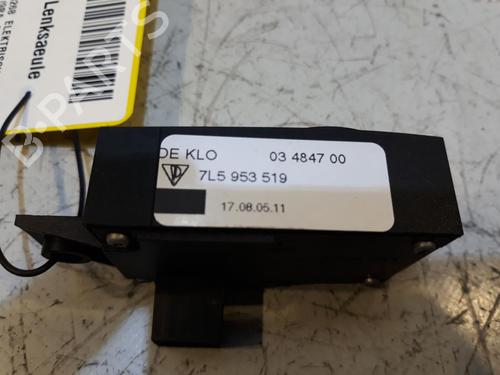 Lenksaeule
B-PARTS
DE KLO 03 4847 00
7L5 953 519
17.08.05.11